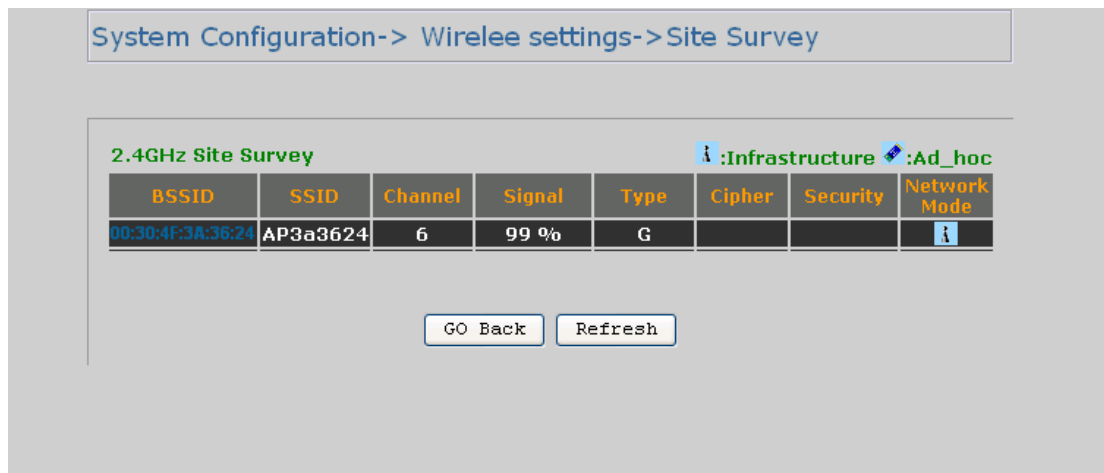 System Configuration-> Wirelee settings->Site Survey
2.4GHz Site Survey :Infrastructure :Ad_hoc
BSSID SSID Channel Signal Type Cipher Security Network Mode
00:30:4F:3A:36:24 AP3a3624 6 99 % G
GO Back Refresh